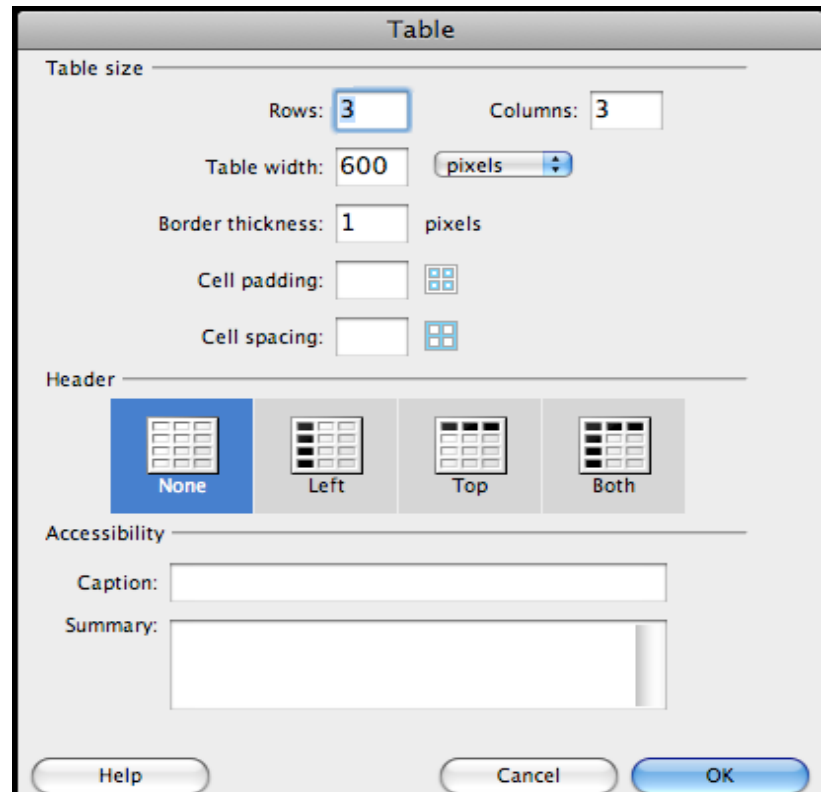 Table
Table size
Rows: 3 Columns: 3
Table width: 600 pixels
Border thickness: 1 pixels
Cell padding:
Cell spacing:
Header
None Left Top Both
Accessibility
Caption:
Summary:
Help Cancel OK